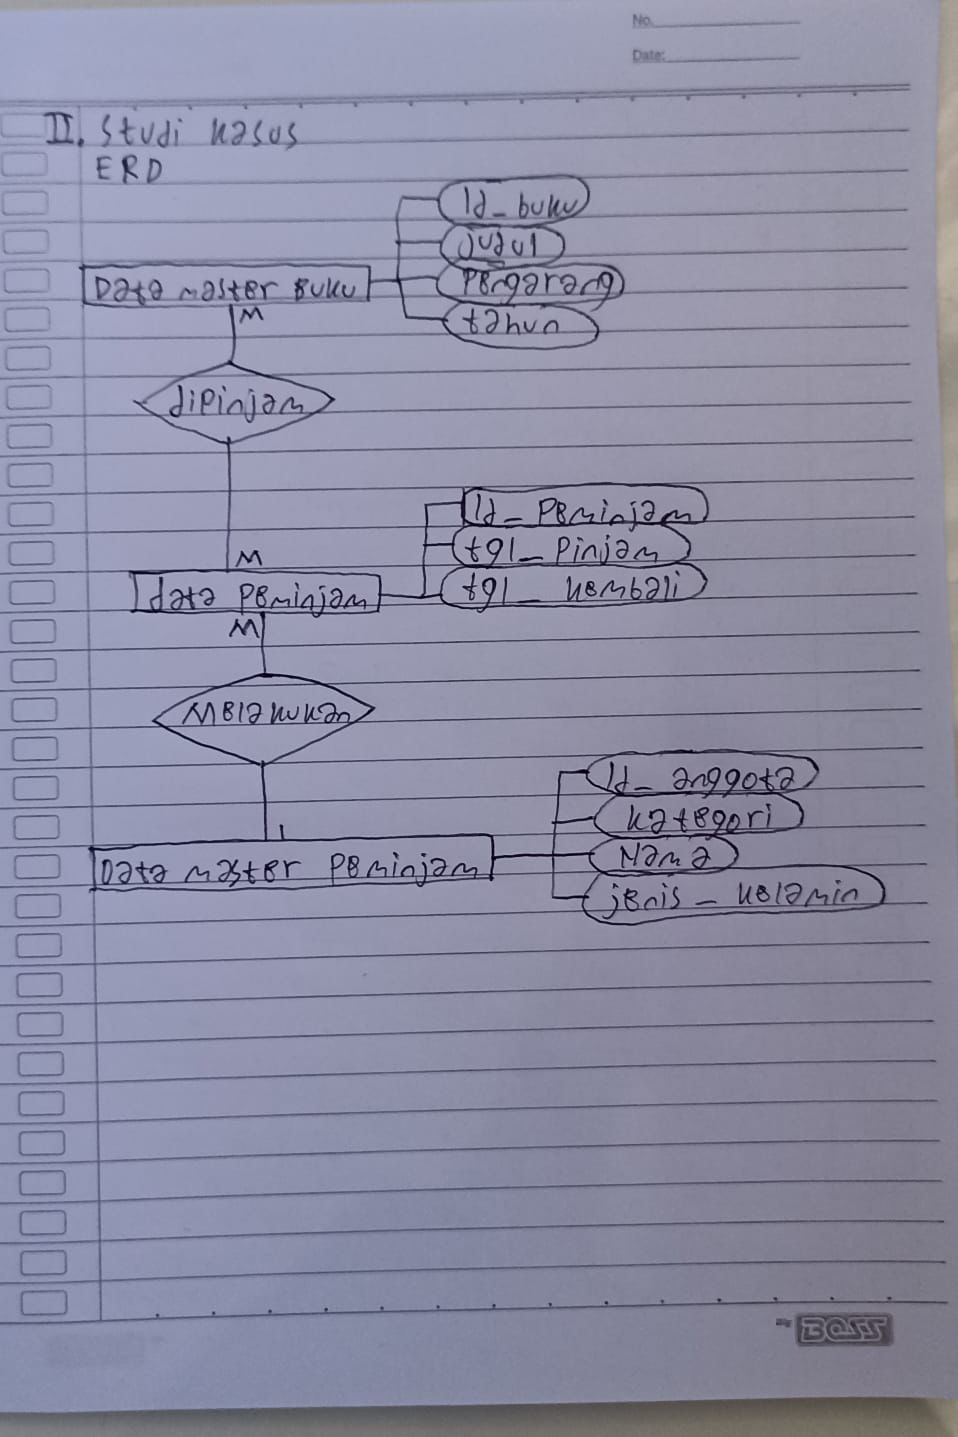 No.
Date:
II. Studi kasus
ERD
Id_buku
judul
Data master Buku
Pengarang
M
tahun
dipinjam
Id_Peminjam
M
tgl_Pinjam
data Peminjam
tgl_kembali
M
Melakukan
Id_anggota
kategori
1
Data master Peminjam
Nama
jenis_kelamin
BOSS